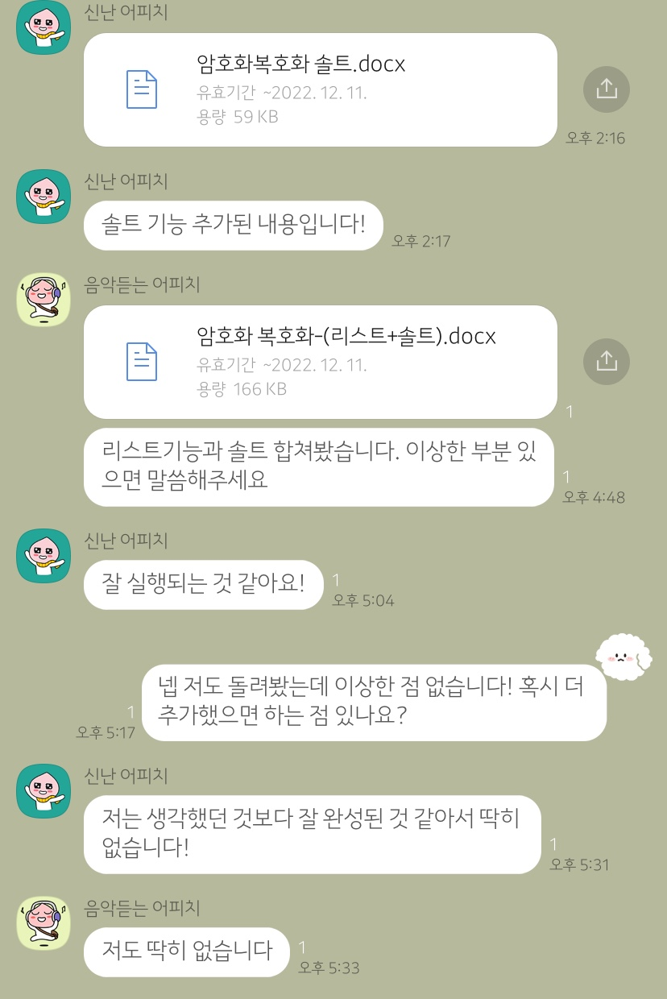 신난 어피치
암호화복호화 솔트.docx
유효기간 ~2022. 12. 11.
용량 59 KB
오후 2:16
신난 어피치
솔트 기능 추가된 내용입니다!
오후 2:17
음악듣는 어피치
암호화 복호화-(리스트+솔트).docx
유효기간 ~2022. 12. 11.
용량 166 KB
1
리스트기능과 솔트 합쳐봤습니다. 이상한 부분 있
으면 말씀해주세요
1
오후 4:48
신난 어피치
잘 실행되는 것 같아요!
1
오후 5:04
넵 저도 돌려봤는데 이상한 점 없습니다! 혹시 더
추가했으면 하는 점 있나요?
1
오후 5:17
신난 어피치
저는 생각했던 것보다 잘 완성된 것 같아서 딱히
없습니다!
1
오후 5:31
음악듣는 어피치
저도 딱히 없습니다
1
오후 5:33